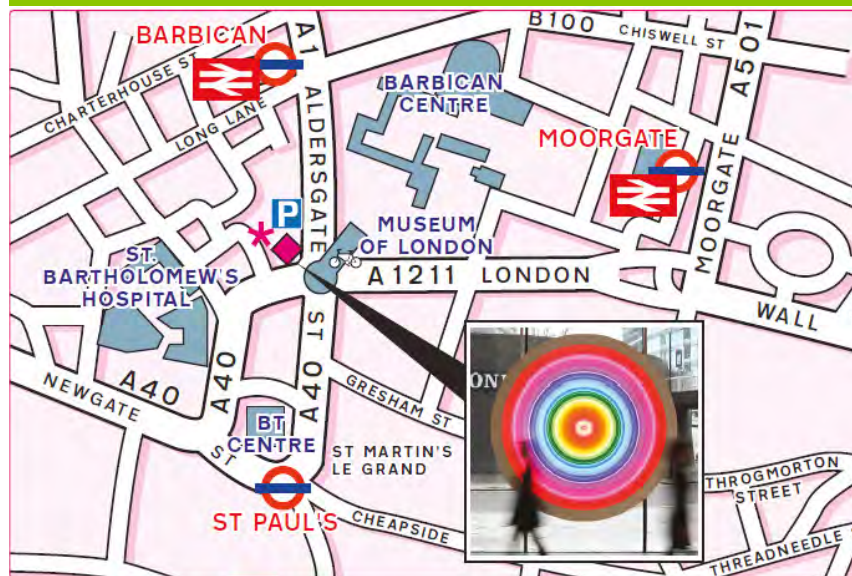 BARBICAN
A1
ALDERSGATE
ST
B100
CHISWELL ST
A501
MOORGATE
CHARTERHOUSE ST
LONG LANE
BARBICAN
CENTRE
MOORGATE
P
*
MUSEUM
OF LONDON
ST.
BARTHOLOMEW'S
HOSPITAL
A1211 LONDON
WALL
A40
A40
A40
NEWGATE
ST
GRESHAM ST
BT
CENTRE
ST MARTIN'S
LE GRAND
ST PAUL'S
CHEAPSIDE
THROGMORTON
STREET
THREADNEEDLE